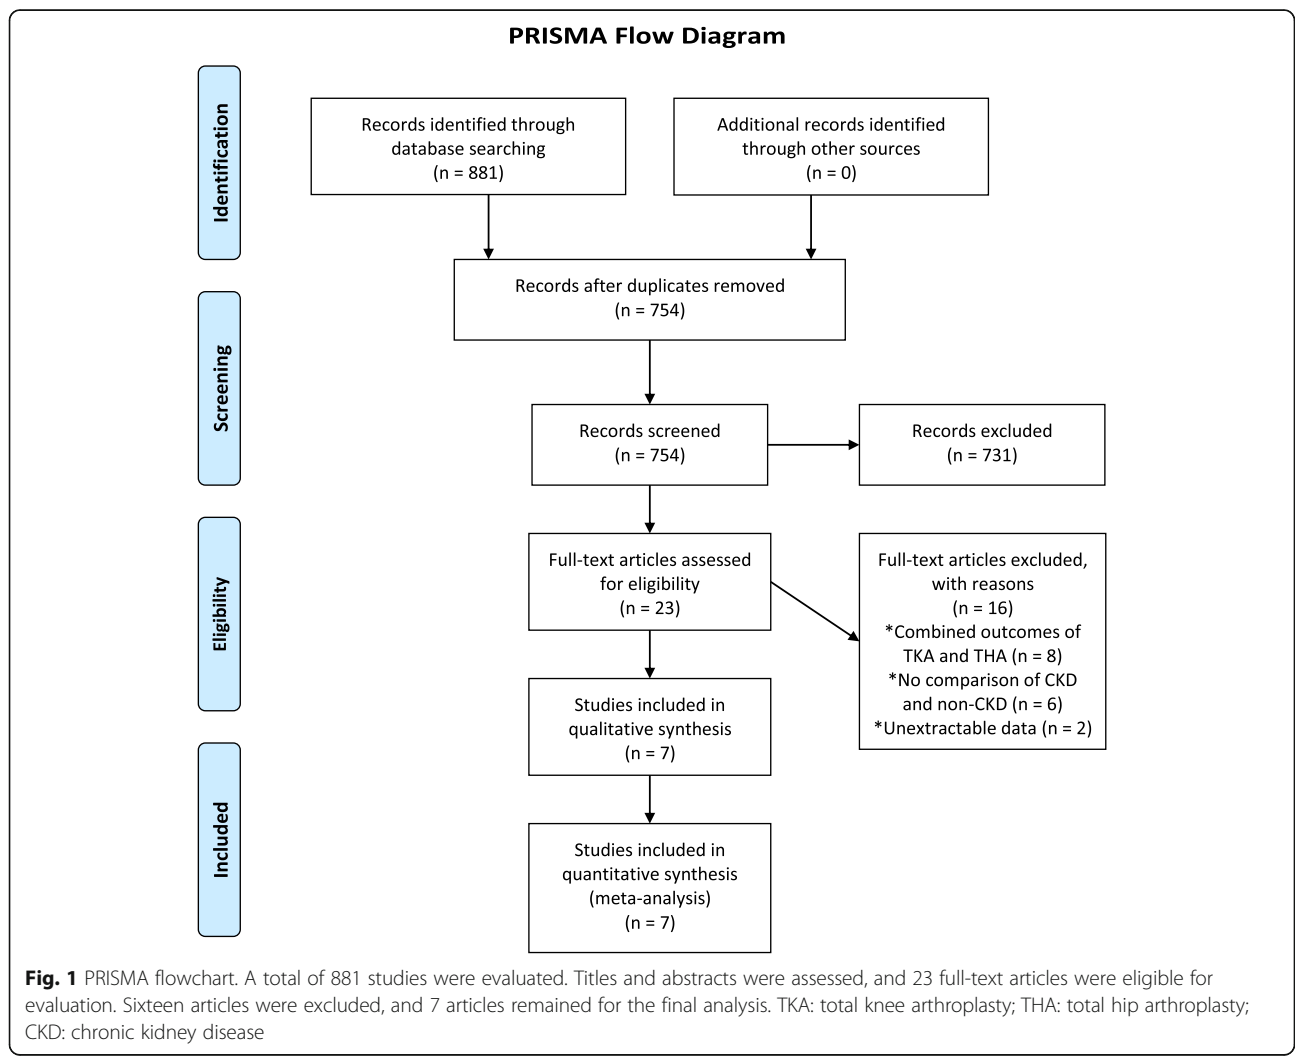 PRISMA Flow Diagram
Identification
Records identified through
database searching
(n = 881)
Additional records identified
through other sources
(n = 0)
Records after duplicates removed
(n = 754)
Screening
Records screened
(n = 754)
Records excluded
(n = 731)
Eligibility
Full-text articles assessed
for eligibility
(n = 23)
Full-text articles excluded,
with reasons
(n = 16)
*Combined outcomes of
TKA and THA (n = 8)
*No comparison of CKD
and non-CKD (n = 6)
*Unextractable data (n = 2)
Studies included in
qualitative synthesis
(n = 7)
Included
Studies included in
quantitative synthesis
(meta-analysis)
(n = 7)
Fig. 1 PRISMA flowchart. A total of 881 studies were evaluated. Titles and abstracts were assessed, and 23 full-text articles were eligible for
evaluation. Sixteen articles were excluded, and 7 articles remained for the final analysis. TKA: total knee arthroplasty; THA: total hip arthroplasty;
CKD: chronic kidney disease